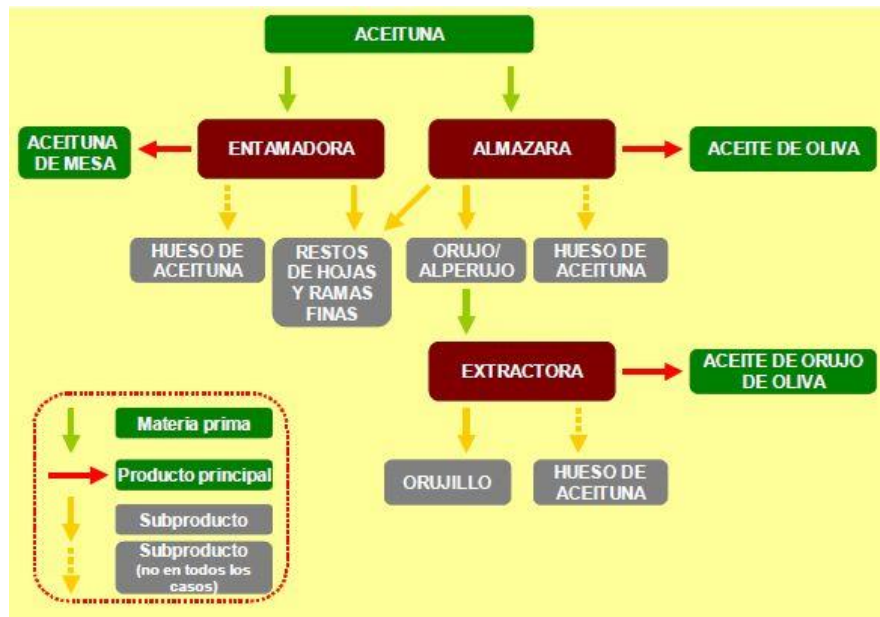 ACEITUNA
ACEITUNA
DE MESA
ENTAMADORA
ALMAZARA
ACEITE DE OLIVA
HUESO DE
ACEITUNA
RESTOS
DE HOJAS
Y RAMAS
FINAS
ORUJO/
ALPERUJO
HUESO DE
ACEITUNA
EXTRACTORA
ACEITE DE ORUJO
DE OLIVA
ORUJILLO
HUESO DE
ACEITUNA
Materia prima
Producto principal
Subproducto
Subproducto
(no en todos los
casos)